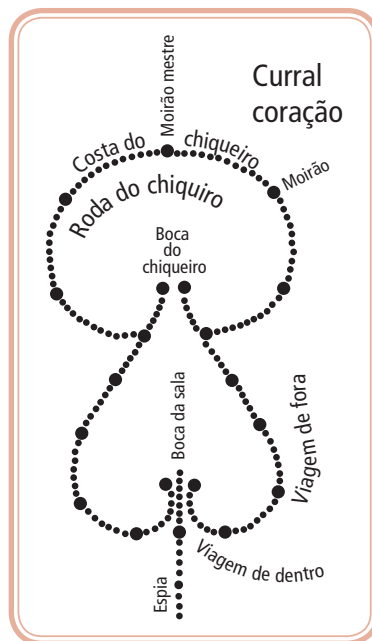 Curral
coração
Moirão mestre
Costa do chiqueiro
Moirão
Roda do chiquiro
Boca
do
chiqueiro
Boca da sala
Viagem de fora
Viagem de dentro
Espia